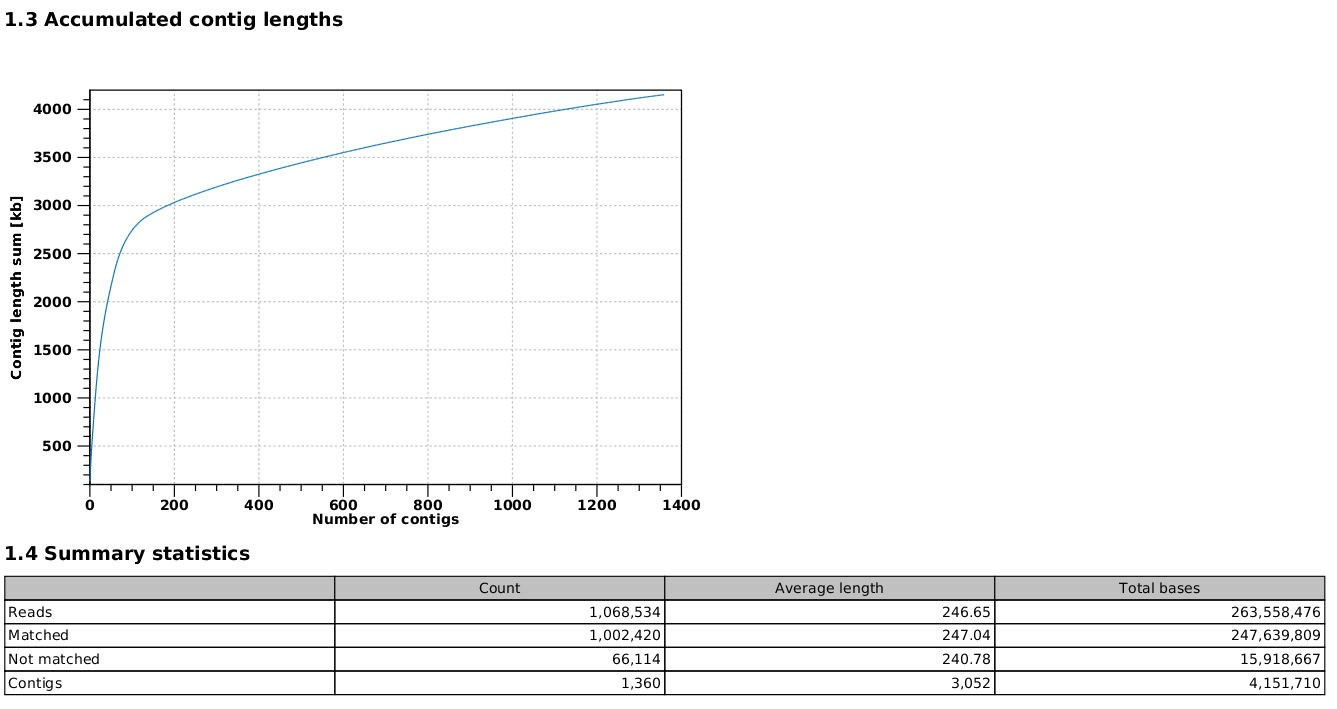 1.3 Accumulated contig lengths
4000
3500
3000
2500
2000
1500
1000
500
Contig length sum [kb]
0 200 400 600 800 1000 1200 1400
Number of contigs
1.4 Summary statistics
Count Average length Total bases
Reads 1,068,534 246.65 263,558,476
Matched 1,002,420 247.04 247,639,809
Not matched 66,114 240.78 15,918,667
Contigs 1,360 3,052 4,151,710